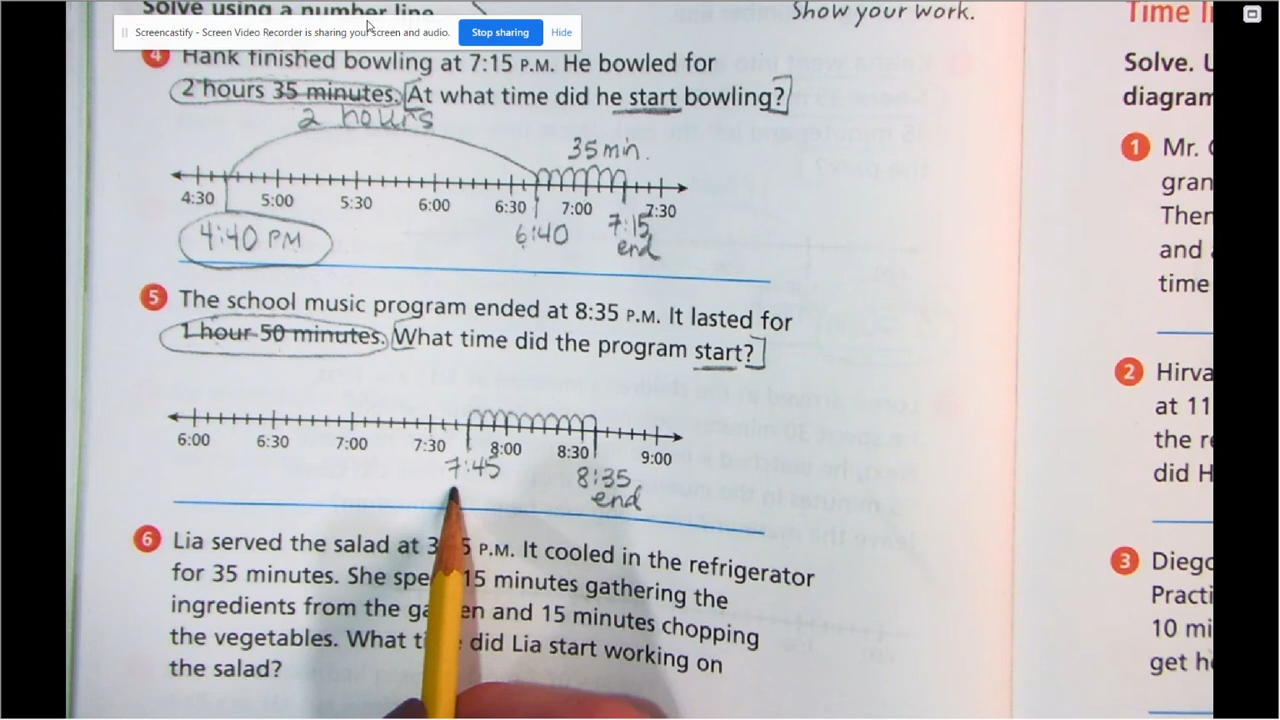 Solve using a number line
Show your work.
Screencastify - Screen Video Recorder is sharing your screen and audio.
Stop sharing
Hide
4 Hank finished bowling at 7:15 P.M. He bowled for
2 hours 35 minutes. At what time did he start bowling?
2 hours
35 min.
4:30 5:00 5:30 6:00 6:30 7:00 7:30
4:40 PM 6:40 7:15
end
5 The school music program ended at 8:35 P.M. It lasted for
1 hour 50 minutes. What time did the program start?
6:00 6:30 7:00 7:30 8:00 8:30 9:00
7:45 8:35
end
6 Lia served the salad at P.M. It cooled in the refrigerator
for 35 minutes. She 15 minutes gathering the
ingredients from the and 15 minutes chopping
the vegetables. What did Lia start working on
the salad?
Time
Solve.
diagram
1 Mr.
gran
Then
and
time
2 Hirva
at 11
the
did
3 Diego
Practi
10 mi
get